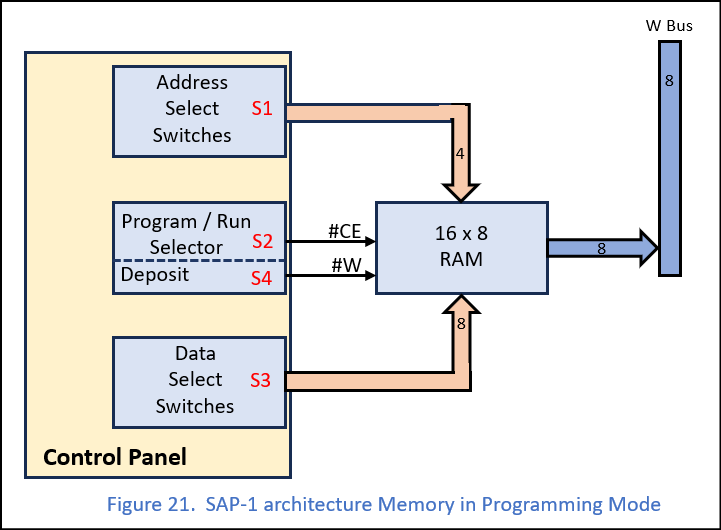 W Bus
8
Address
Select
Switches
S1
4
Program / Run
Selector
S2
#CE
Deposit
S4
#W
16 x 8
RAM
8
8
Data
Select
Switches
S3
Control Panel
Figure 21. SAP-1 architecture Memory in Programming Mode